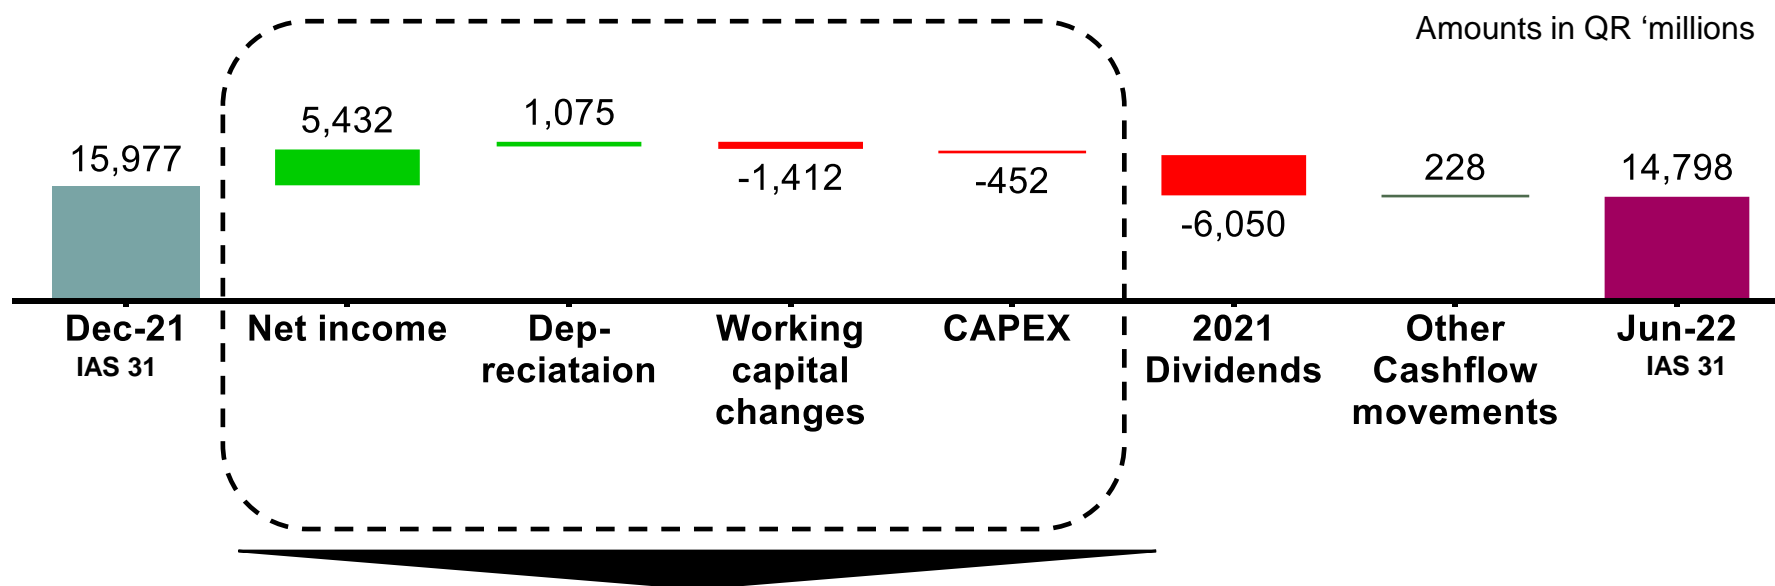 Amounts in QR ‘millions
15,977
5,432
1,075
-1,412
-452
-6,050
228
14,798
Dec-21
IAS 31
Net income
Dep-
reciataion
Working
capital
changes
CAPEX
2021
Dividends
Other
Cashflow
movements
Jun-22
IAS 31